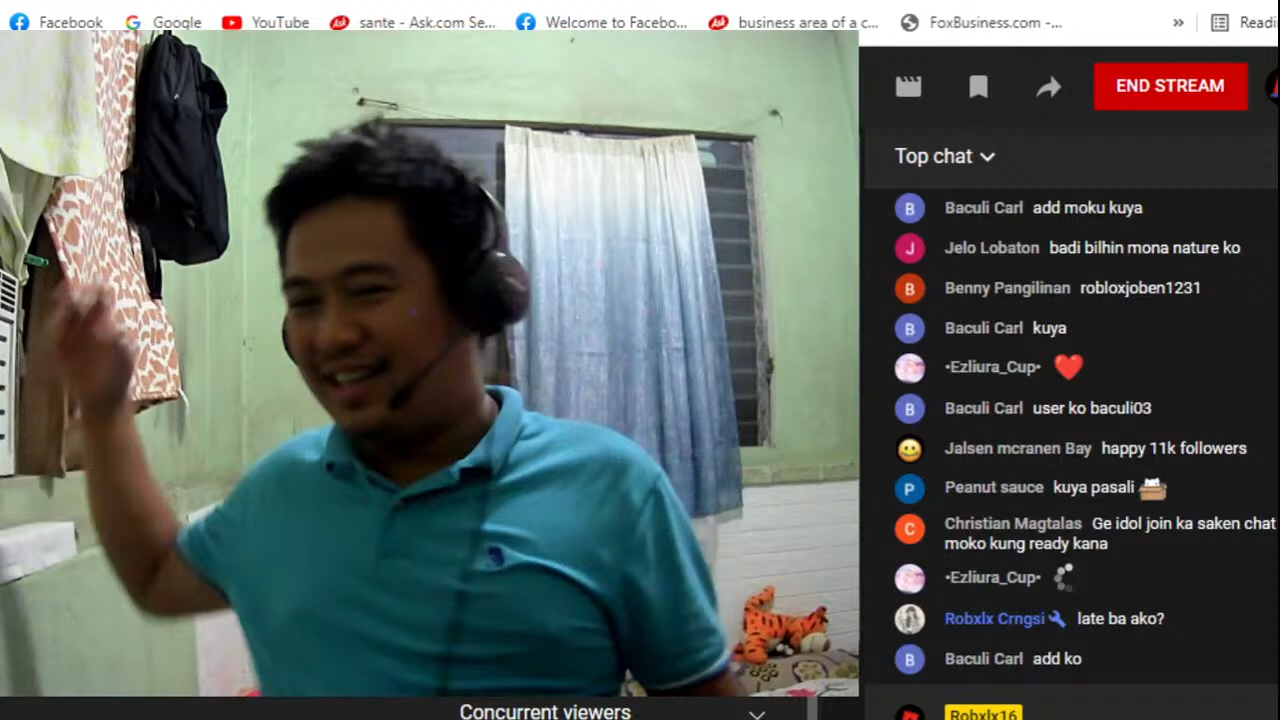 Facebook Google YouTube sante - Ask.com Se... Welcome to Facebo... business area of a c... FoxBusiness.com -... » Readi
END STREAM
Top chat
B Baculi Carl add moku kuya
J Jelo Lobaton badi bilhin mona nature ko
B Benny Pangilinan robloxjoben1231
B Baculi Carl kuya
•Ezliura_Cup•
B Baculi Carl user ko baculi03
Jalsen mcranen Bay happy 11k followers
P Peanut sauce kuya pasali
C Christian Magtalas Ge idol join ka saken chat
moko kung ready kana
•Ezliura_Cup•
Robxlx Crngsi late ba ako?
B Baculi Carl add ko
Robxlx16
Concurrent viewers